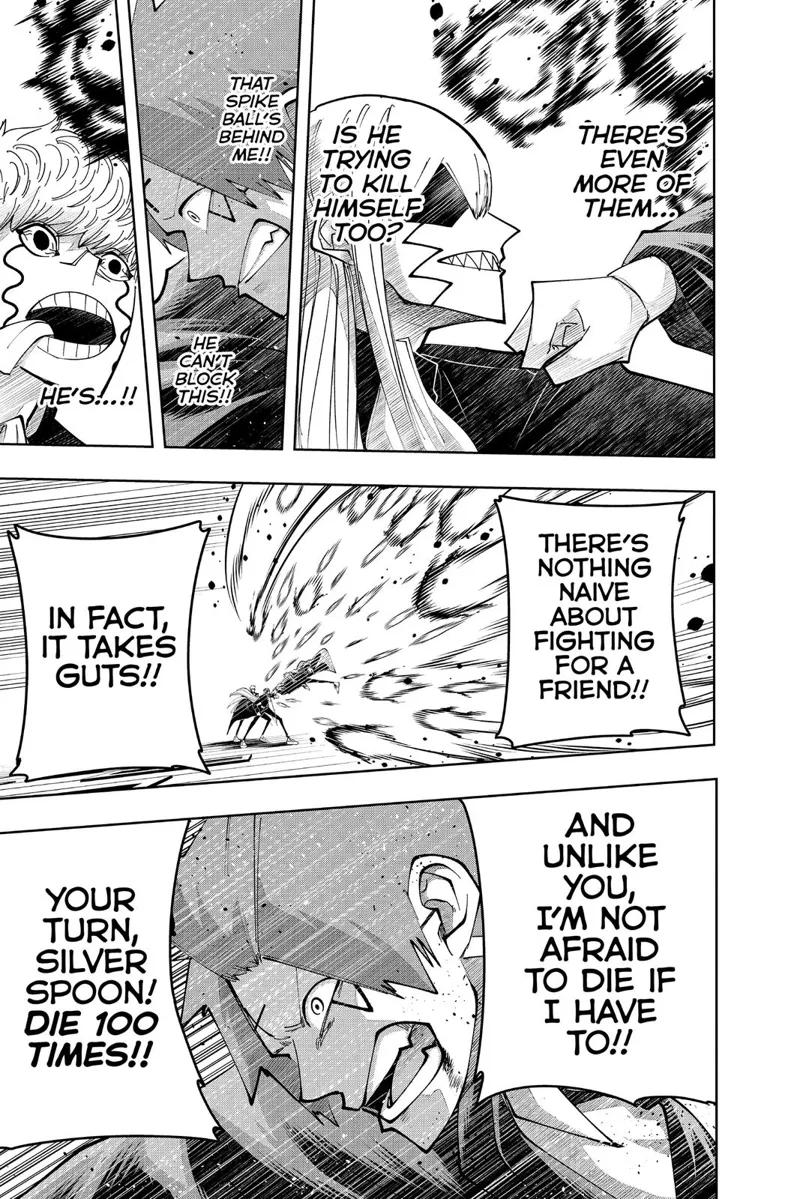 THERE'S
EVEN
MORE OF
THEM...
IS HE
TRYING
TO KILL
HIMSELF
TOO?
THAT
SPIKE
BALL'S
BEHIND
ME!!
HE
CAN'T
BLOCK
THIS!!
HE'S...!!
THERE'S
NOTHING
NAIVE
ABOUT
FIGHTING
FOR A
FRIEND!!
IN FACT,
IT TAKES
GUTS!!
AND
UNLIKE
YOU,
I'M NOT
AFRAID
TO DIE IF
I HAVE
TO!!
YOUR
TURN,
SILVER
SPOON!
DIE 100
TIMES!!